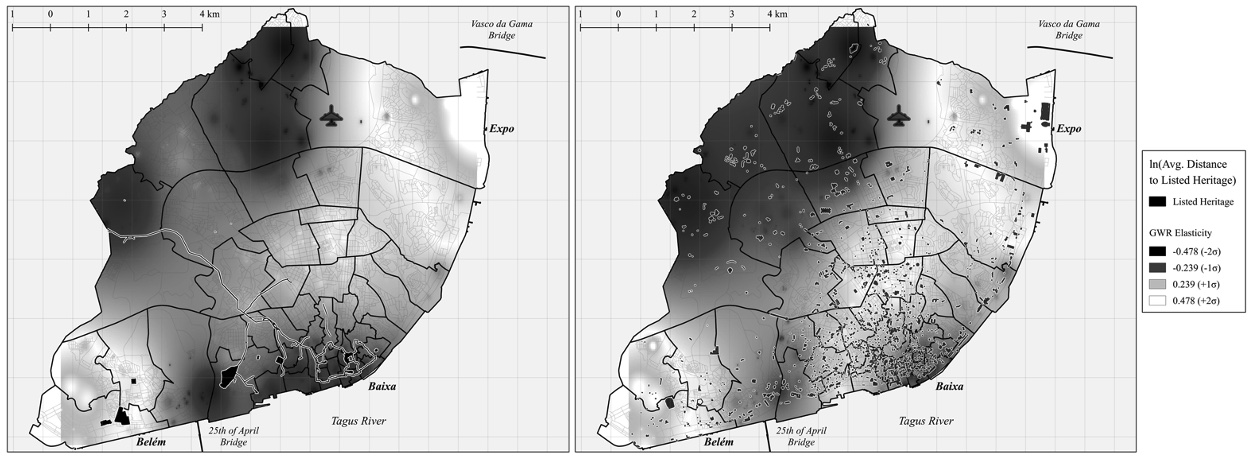 1 0 1 2 3 4 km
Vasco da Gama
Bridge
Expo
Baixa
Tagus River
25th of April
Bridge
Belém
1 0 1 2 3 4 km
Vasco da Gama
Bridge
Expo
Baixa
Tagus River
25th of April
Bridge
Belém
ln(Avg. Distance
to Listed Heritage)
Listed Heritage
GWR Elasticity
-0.478 (-2σ)
-0.239 (-1σ)
0.239 (+1σ)
0.478 (+2σ)